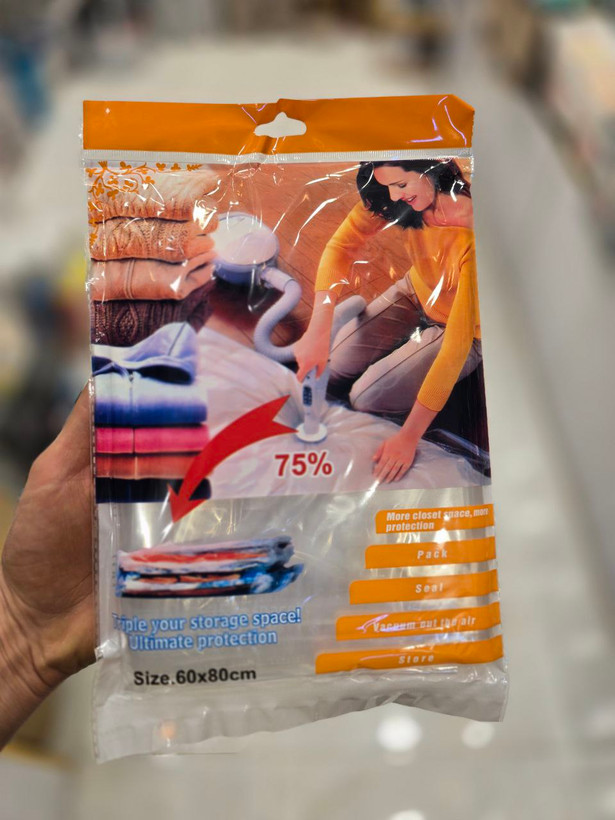 75%
More closet space, more
protection
Pack
Seal
Vacuum out the air
Store
Triple your storage space!
Ultimate protection
Size.60x80cm